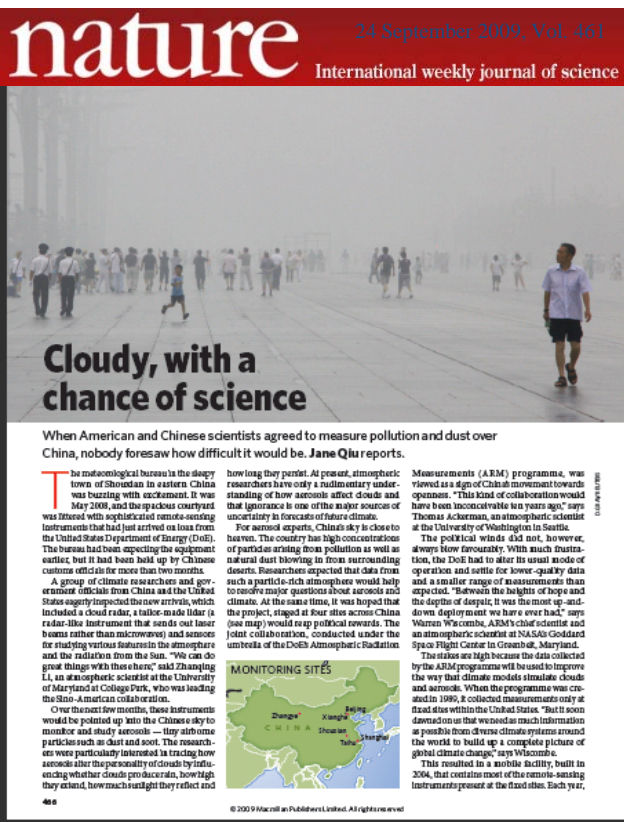 nature
24 September 2009, Vol. 461
International weekly journal of science
Cloudy, with a
chance of science
When American and Chinese scientists agreed to measure pollution and dust over
China, nobody foresaw how difficult it would be. Jane Qiu reports.
The meteorological bureau in the sleepy
town of Shouxian in eastern China
was buzzing with excitement. It was
May 2008, and the spacious courtyard
was littered with sophisticated remote-sensing
instruments that had just arrived on loan from
the United States Department of Energy (DoE).
The bureau had been expecting the equipment
earlier, but it had been held up by Chinese
customs officials for more than two months.
A group of climate researchers and gov-
ernment officials from China and the United
States eagerly inspected the new arrivals, which
included a cloud radar, a tailor-made lidar (a
radar-like instrument that sends out laser
beams rather than microwaves) and sensors
for studying various features in the atmosphere
and the radiation from the Sun. "We can do
great things with these here," said Zhanqing
Li, an atmospheric scientist at the University
of Maryland at College Park, who was leading
the Sino-American collaboration.
Over the next few months, these instruments
would be pointed up into the Chinese sky to
monitor and study aerosols — tiny airborne
particles such as dust and soot. The research-
ers were particularly interested in tracing how
aerosols alter the personality of clouds by influ-
encing whether clouds produce rain, how high
they extend, how much sunlight they reflect and
how long they persist. At present, atmospheric
researchers have only a rudimentary under-
standing of how aerosols affect clouds and
that ignorance is one of the major sources of
uncertainty in forecasts of future climate.
For aerosol experts, China's sky is close to
heaven. The country has high concentrations
of particles arising from pollution as well as
natural dust blowing in from surrounding
deserts. Researchers expected that data from
such a particle-rich atmosphere would help
to resolve major questions about aerosols and
climate. At the same time, it was hoped that
the project, staged at four sites across China
(see map) would reap political rewards. The
joint collaboration, conducted under the
umbrella of the DoE's Atmospheric Radiation
MONITORING SITES
Zhangye
Beijing
Xianghe
CHINA
Shouxian
Taihu
Shanghai
Measurements (ARM) programme, was
viewed as a sign of China's movement towards
openness. "This kind of collaboration would
have been inconceivable ten years ago," says
Thomas Ackerman, an atmospheric scientist
at the University of Washington in Seattle.
The political winds did not, however,
always blow favourably. With much frustra-
tion, the DoE had to alter its usual mode of
operation and settle for lower-quality data
and a smaller range of measurements than
expected. "Between the heights of hope and
the depths of despair, it was the most up-and-
down deployment we have ever had," says
Warren Wiscombe, ARM's chief scientist and
an atmospheric scientist at NASA's Goddard
Space Flight Center in Greenbelt, Maryland.
The stakes are high because the data collected
by the ARM programme will be used to improve
the way that climate models simulate clouds
and aerosols. When the programme was cre-
ated in 1989, it collected measurements only at
fixed sites within the United States. "But it soon
dawned on us that we need as much information
as possible from diverse climate systems around
the world to build up a complete picture of
global climate change," says Wiscombe.
This resulted in a mobile facility, built in
2004, that contains most of the remote-sensing
instruments present at the fixed sites. Each year,
466
© 2009 Macmillan Publishers Limited. All rights reserved